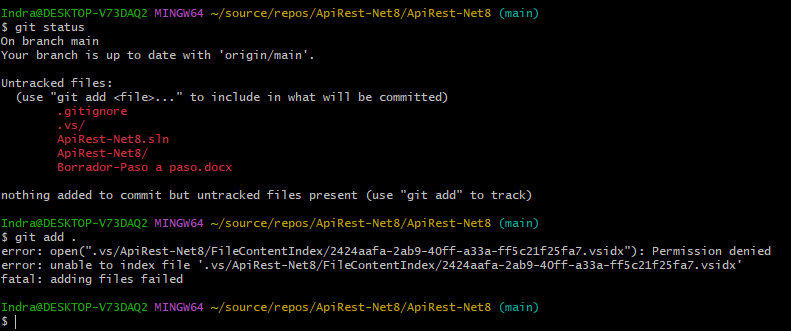 Indra@DESKTOP-V73DAQ2 MINGW64 ~/source/repos/ApiRest-Net8/ApiRest-Net8 (main)
$ git status
On branch main
Your branch is up to date with 'origin/main'.
Untracked files:
(use "git add <file>..." to include in what will be committed)
.gitignore
.vs/
ApiRest-Net8.sln
ApiRest-Net8/
Borrador-Paso a paso.docx
nothing added to commit but untracked files present (use "git add" to track)
Indra@DESKTOP-V73DAQ2 MINGW64 ~/source/repos/ApiRest-Net8/ApiRest-Net8 (main)
$ git add .
error: open(".vs/ApiRest-Net8/FileContentIndex/2424aafa-2ab9-40ff-a33a-ff5c21f25fa7.vsidx"): Permission denied
error: unable to index file '.vs/ApiRest-Net8/FileContentIndex/2424aafa-2ab9-40ff-a33a-ff5c21f25fa7.vsidx'
fatal: adding files failed
Indra@DESKTOP-V73DAQ2 MINGW64 ~/source/repos/ApiRest-Net8/ApiRest-Net8 (main)
$